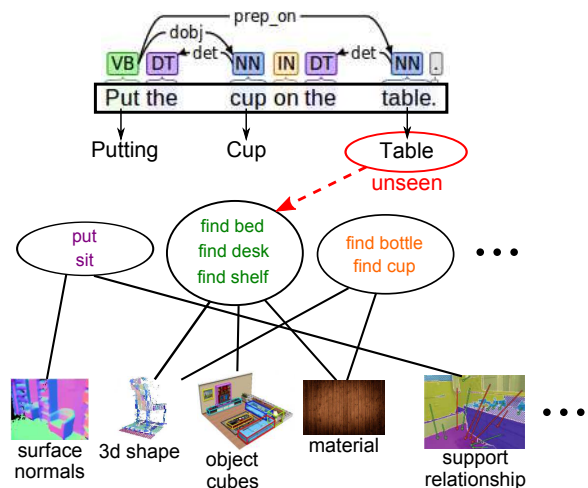 prep_on
dobj
det
det
VB DT NN IN DT NN .
Put the cup on the table.
Putting Cup Table
unseen
put
sit
find bed
find desk
find shelf
find bottle
find cup
surface
normals
3d shape
object
cubes
material
support
relationship